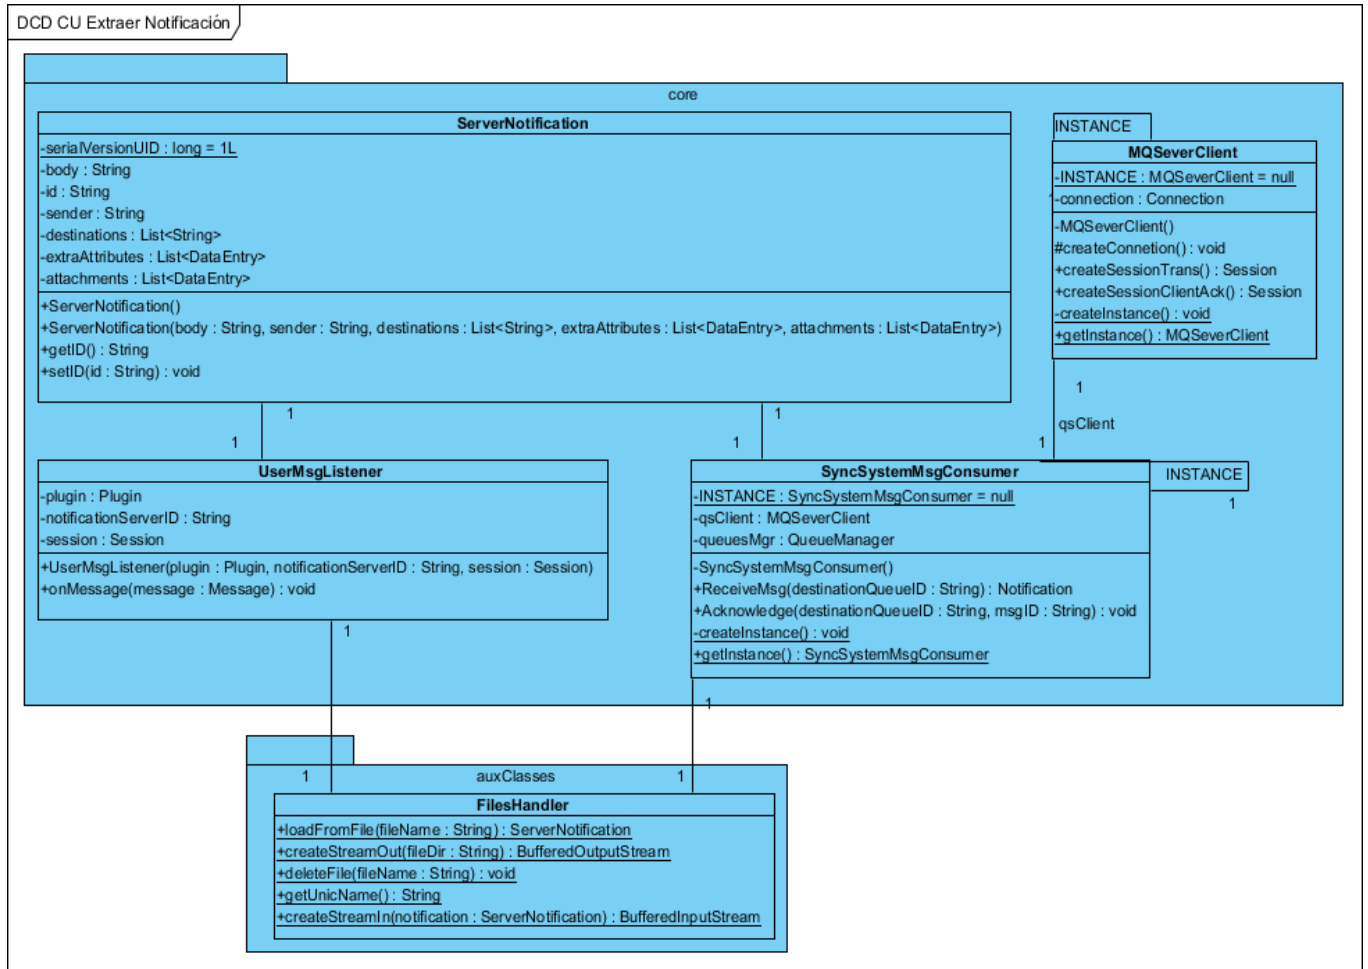 DCD CU Extraer Notificación
core
ServerNotification
-serialVersionUID : long = 1L
-body : String
-id : String
-sender : String
-destinations : List<String>
-extraAttributes : List<DataEntry>
-attachments : List<DataEntry>
+ServerNotification()
+ServerNotification(body : String, sender : String, destinations : List<String>, extraAttributes : List<DataEntry>, attachments : List<DataEntry>)
+getID() : String
+setID(id : String) : void
INSTANCE
MQSeverClient
-INSTANCE : MQSeverClient = null
1
-connection : Connection
-MQSeverClient()
#createConnetion() : void
+createSessionTrans() : Session
+createSessionClientAck() : Session
-createInstance() : void
+getInstance() : MQSeverClient
1
qsClient
1
1
1
1
1
UserMsgListener
-plugin : Plugin
-notificationServerID : String
-session : Session
+UserMsgListener(plugin : Plugin, notificationServerID : String, session : Session)
+onMessage(message : Message) : void
1
SyncSystemMsgConsumer
-INSTANCE : SyncSystemMsgConsumer = null
-qsClient : MQSeverClient
-queuesMgr : QueueManager
-SyncSystemMsgConsumer()
+ReceiveMsg(destinationQueueID : String) : Notification
+Acknowledge(destinationQueueID : String, msgID : String) : void
-createInstance() : void
+getInstance() : SyncSystemMsgConsumer
INSTANCE
1
1
1
auxClasses
1
FilesHandler
+loadFromFile(fileName : String) : ServerNotification
+createStreamOut(fileDir : String) : BufferedOutputStream
+deleteFile(fileName : String) : void
+getUnicName() : String
+createStreamIn(notification : ServerNotification) : BufferedInputStream